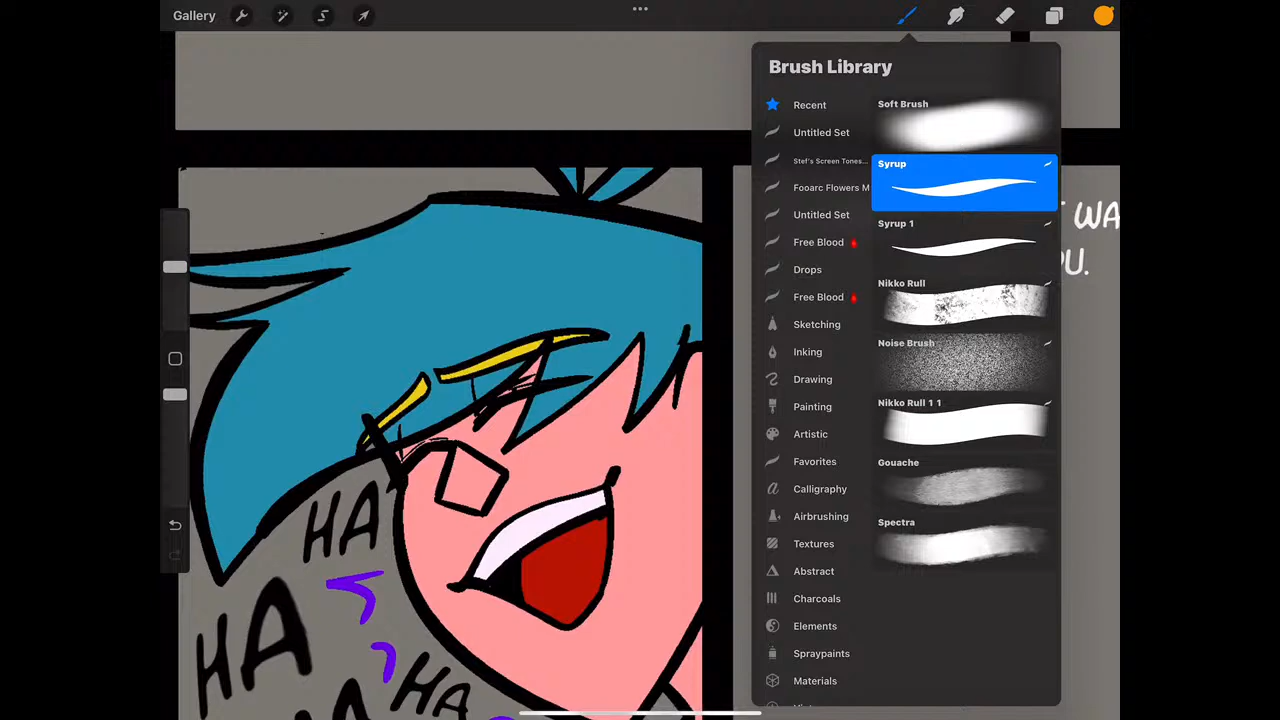 Gallery
Brush Library
Recent
Untitled Set
Stef's Screen Tones...
Fooarc Flowers M
Untitled Set
Free Blood
Drops
Free Blood
Sketching
Inking
Drawing
Painting
Artistic
Favorites
Calligraphy
Airbrushing
Textures
Abstract
Charcoals
Elements
Spraypaints
Materials
Soft Brush
Syrup
Syrup 1
Nikko Rull
Noise Brush
Nikko Rull 1 1
Gouache
Spectra
HA
HA
HA